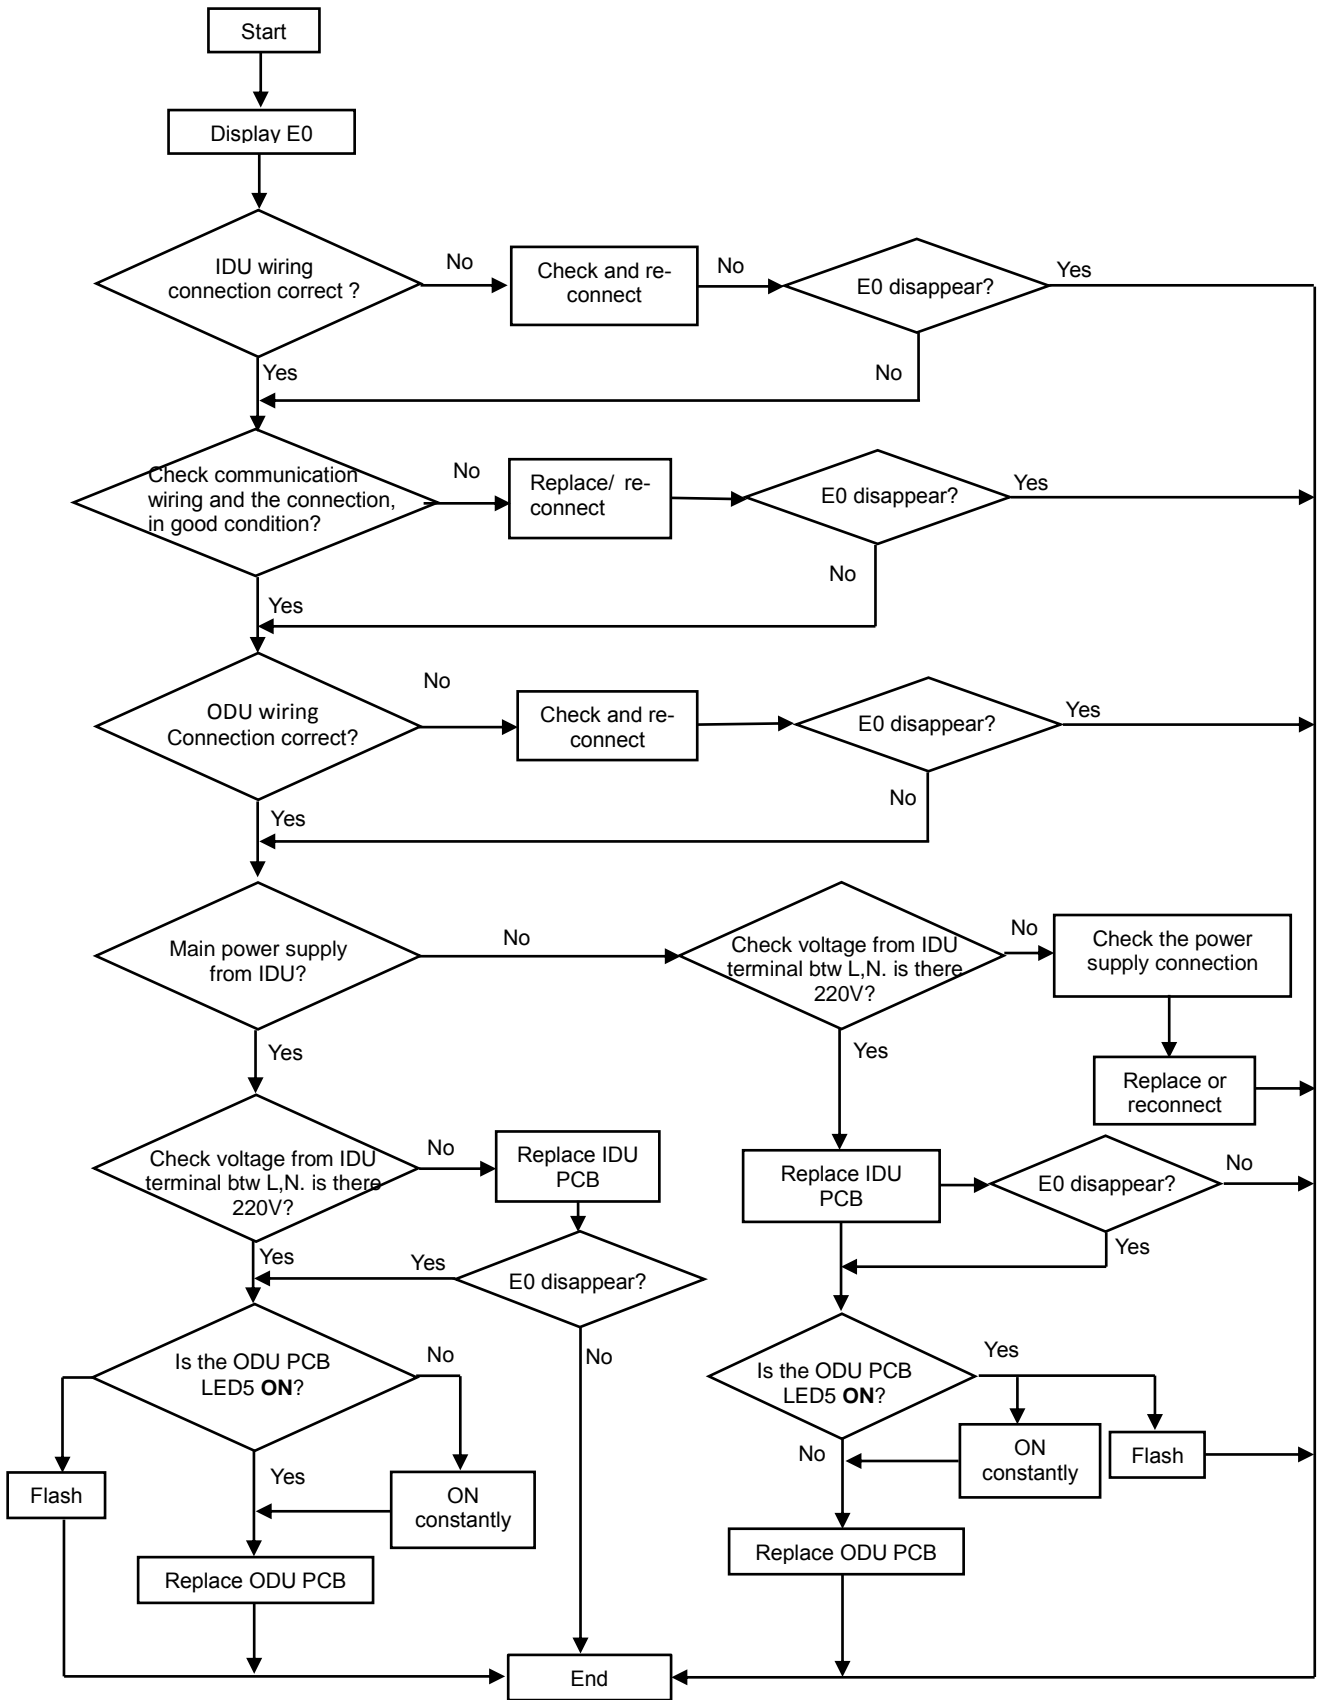 Start
Display E0
IDU wiring
connection correct ?
No
Check and re-
connect
No
E0 disappear?
Yes
Yes
No
Check communication
wiring and the connection,
in good condition?
No
Replace/ re-
connect
E0 disappear?
Yes
No
Yes
ODU wiring
Connection correct?
No
Check and re-
connect
E0 disappear?
Yes
No
Yes
Main power supply
from IDU?
No
Check voltage from IDU
terminal btw L,N. is there
220V?
No
Check the power
supply connection
Yes
Yes
Replace or
reconnect
Check voltage from IDU
terminal btw L,N. is there
220V?
No
Replace IDU
PCB
Replace IDU
PCB
E0 disappear?
No
Yes
Yes
Yes
E0 disappear?
No
Is the ODU PCB
LED5 ON?
No
Is the ODU PCB
LED5 ON?
Yes
Flash
Yes
ON
constantly
No
ON
constantly
Flash
Replace ODU PCB
Replace ODU PCB
End